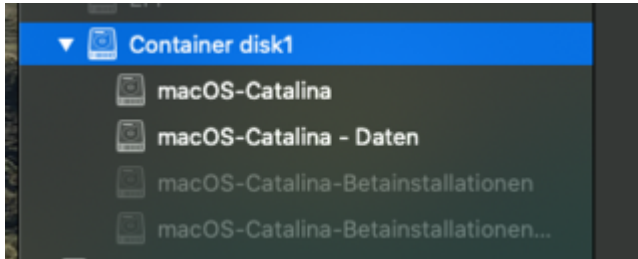 Container disk1
macOS-Catalina
macOS-Catalina - Daten
macOS-Catalina-Betainstallationen
macOS-Catalina-Betainstallationen...